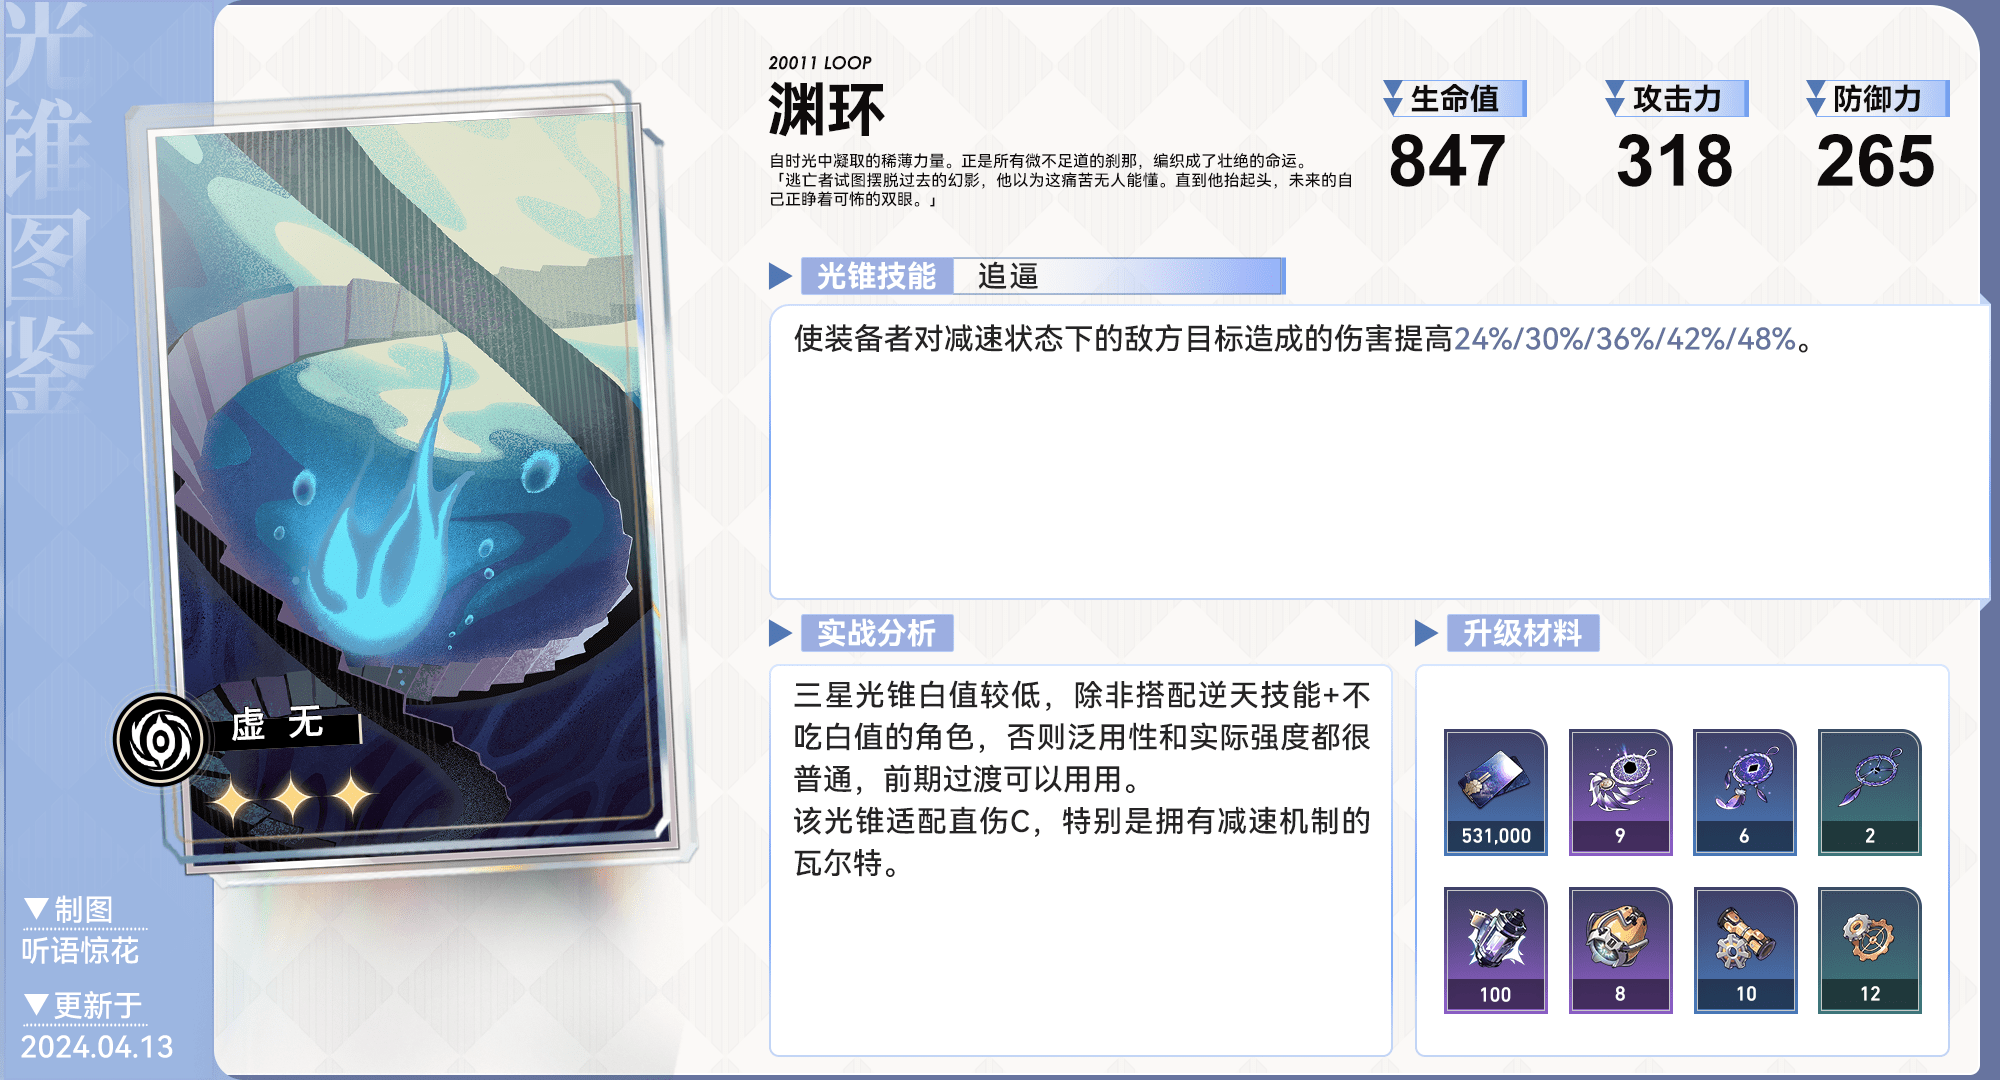 光锥图鉴
20011 LOOP
渊环
自时光中凝取的稀薄力量。正是所有微不足道的刹那，编织成了壮绝的命运。
「逃亡者试图摆脱过去的幻影，他以为这痛苦无人能懂。直到他抬起头，未来的自
己正睁着可怖的双眼。」
生命值
847
攻击力
318
防御力
265
光锥技能 追逼
使装备者对减速状态下的敌方目标造成的伤害提高24%/30%/36%/42%/48%。
虚无
实战分析
三星光锥白值较低，除非搭配逆天技能+不
吃白值的角色，否则泛用性和实际强度都很
普通，前期过渡可以用用。
该光锥适配直伤C，特别是拥有减速机制的
瓦尔特。
升级材料
531,000 9 6 2
100 8 10 12
制图
听语惊花
更新于
2024.04.13